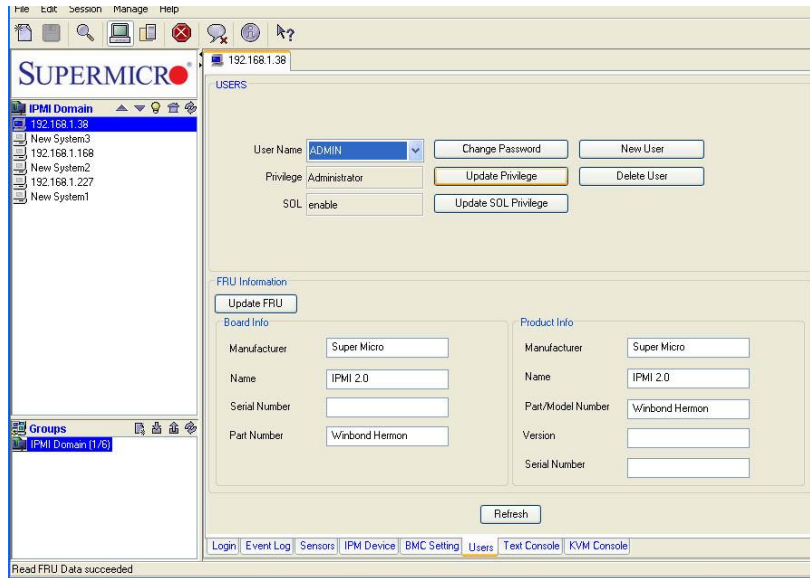 File Edit Session Manage Help
192.168.1.38
SUPERMICRO
USERS
IPMI Domain
192.168.1.38
New System3
192.168.1.168
New System2
192.168.1.227
New System1
User Name ADMIN Change Password New User
Privilege Administrator Update Privilege Delete User
SOL enable Update SOL Privilege
FRU Information
Update FRU
Board Info
Manufacturer Super Micro
Name IPMI 2.0
Serial Number
Part Number Winbond Hermon
Product Info
Manufacturer Super Micro
Name IPMI 2.0
Part/Model Number Winbond Hermon
Version
Serial Number
Groups
IPMI Domain (1/6)
Refresh
Login Event Log Sensors IPM Device BMC Setting Users Text Console KVM Console
Read FRU Data succeeded